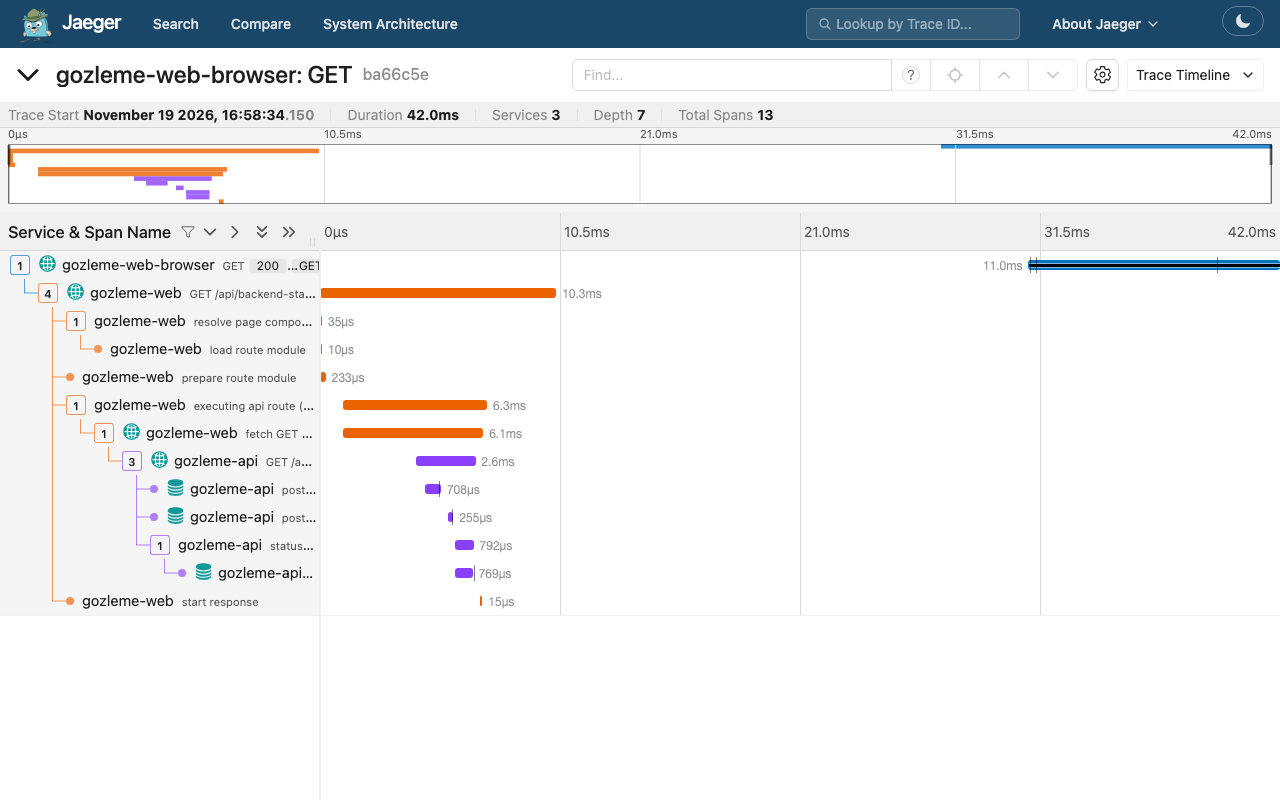 Jaeger Search Compare System Architecture Lookup by Trace ID... About Jaeger
gozleme-web-browser: GET ba66c5e Find... ? Trace Timeline
Trace Start November 19 2026, 16:58:34.150 Duration 42.0ms Services 3 Depth 7 Total Spans 13
0μs 10.5ms 21.0ms 31.5ms 42.0ms
Service & Span Name 0μs 10.5ms 21.0ms 31.5ms 42.0ms
1 gozleme-web-browser GET 200 ...GET 11.0ms
4 gozleme-web GET /api/backend-sta... 10.3ms
1 gozleme-web resolve page compo... 35μs
gozleme-web load route module 10μs
gozleme-web prepare route module 233μs
1 gozleme-web executing api route (... 6.3ms
1 gozleme-web fetch GET ... 6.1ms
3 gozleme-api GET /a... 2.6ms
gozleme-api post... 708μs
gozleme-api post... 255μs
1 gozleme-api status... 792μs
gozleme-api... 769μs
gozleme-web start response 15μs